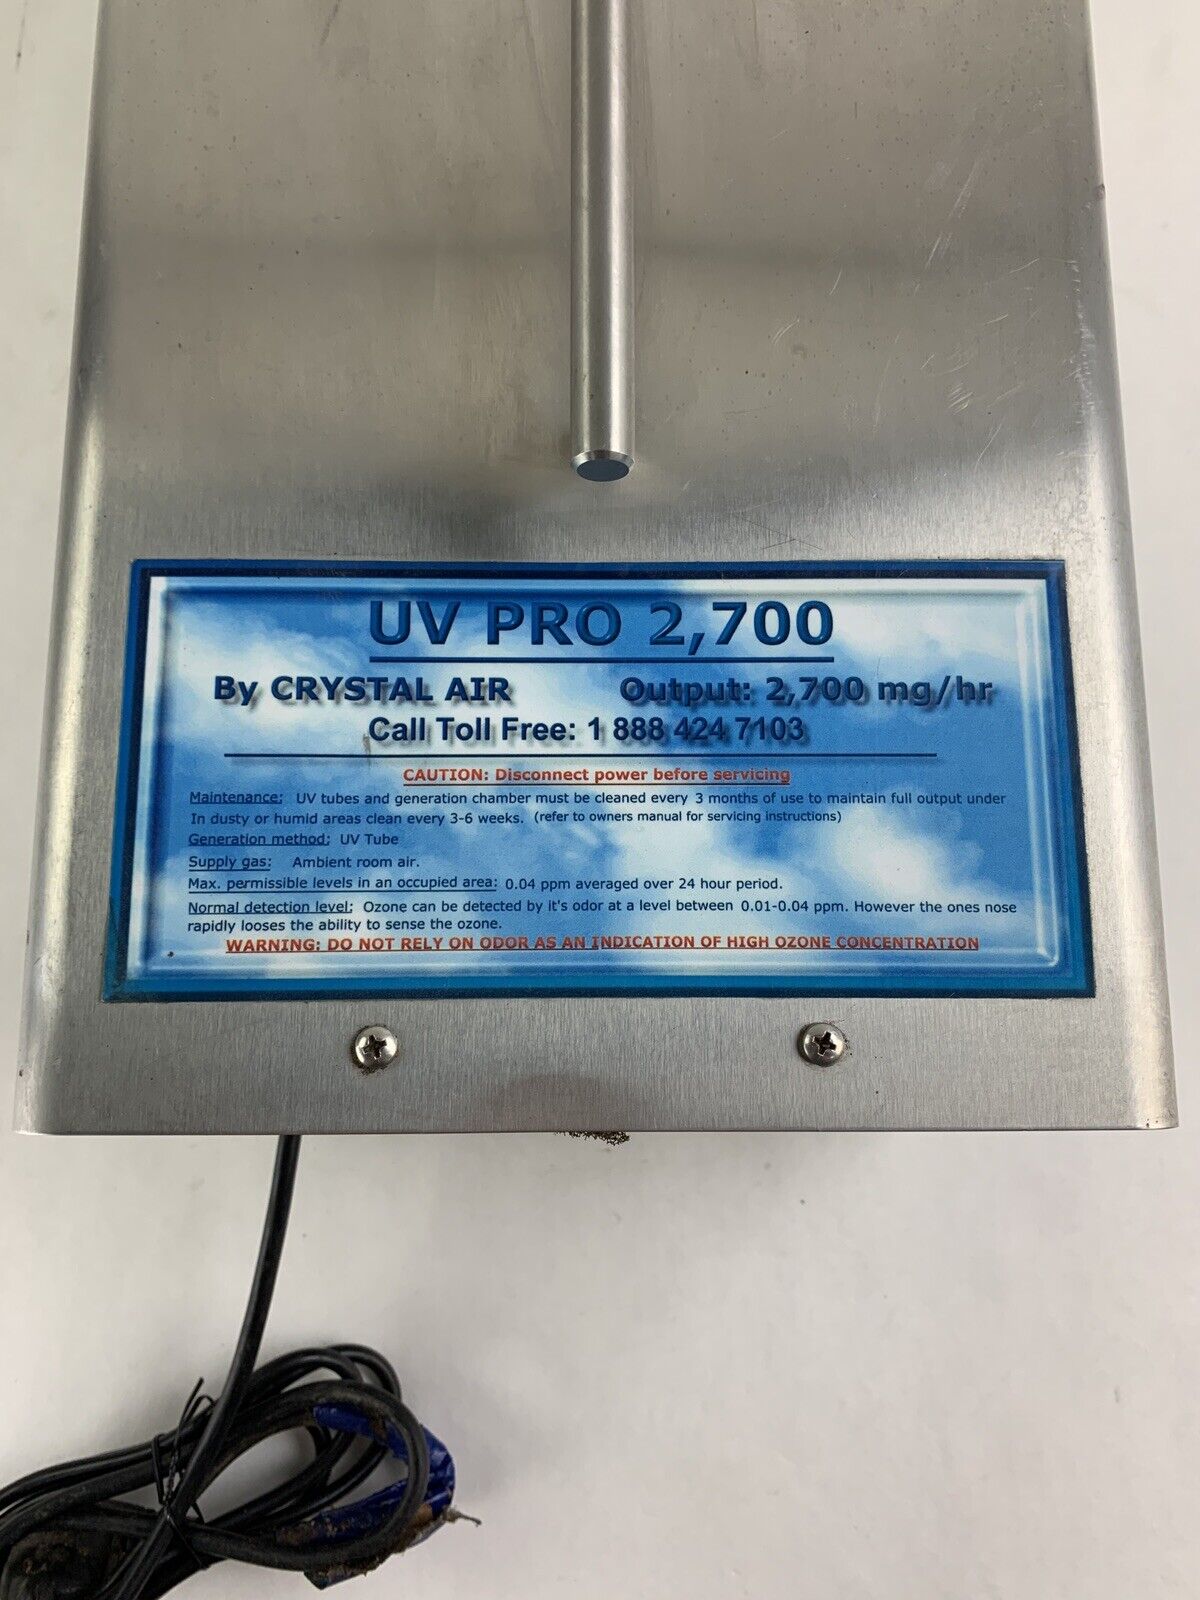 UV PRO 2,700
By CRYSTAL AIR Output: 2,700 mg/hr
Call Toll Free: 1 888 424 7103
CAUTION: Disconnect power before servicing
Maintenance: UV tubes and generation chamber must be cleaned every 3 months of use to maintain full output under
In dusty or humid areas clean every 3-6 weeks. (refer to owners manual for servicing instructions)
Generation method: UV Tube
Supply gas: Ambient room air.
Max. permissible levels in an occupied area: 0.04 ppm averaged over 24 hour period.
Normal detection level: Ozone can be detected by it's odor at a level between 0.01-0.04 ppm. However the ones nose
rapidly looses the ability to sense the ozone.
WARNING: DO NOT RELY ON ODOR AS AN INDICATION OF HIGH OZONE CONCENTRATION